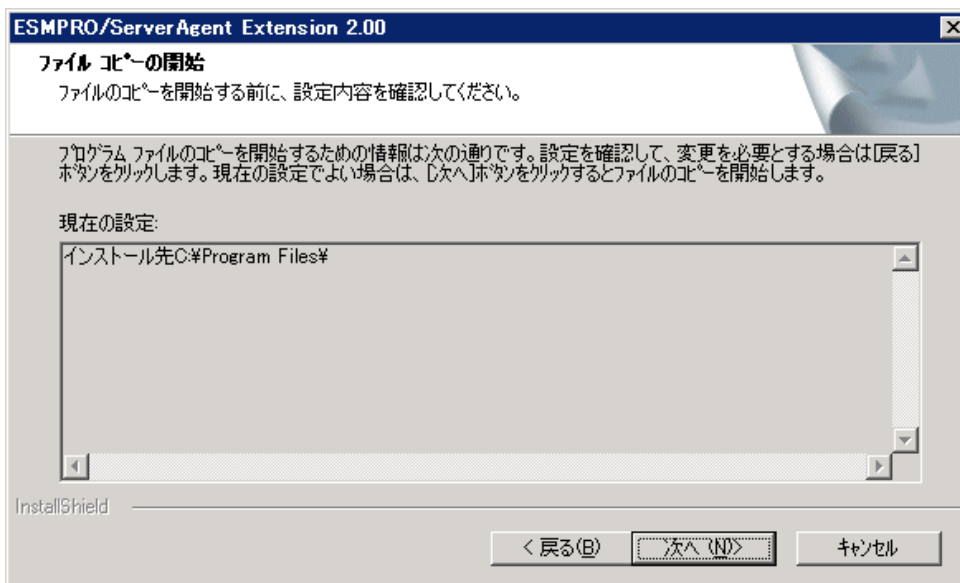 ESMPRO/ServerAgent Extension 2.00
ファイル コピーの開始
ファイルのコピーを開始する前に、設定内容を確認してください。
プログラム ファイルのコピーを開始するための情報は次の通りです。設定を確認して、変更を必要とする場合は[戻る]
ボタンをクリックします。現在の設定でよい場合は、[次へ]ボタンをクリックするとファイルのコピーを開始します。
現在の設定:
インストール先C:¥Program Files¥
InstallShield
< 戻る(B)
次へ (N)>
キャンセル